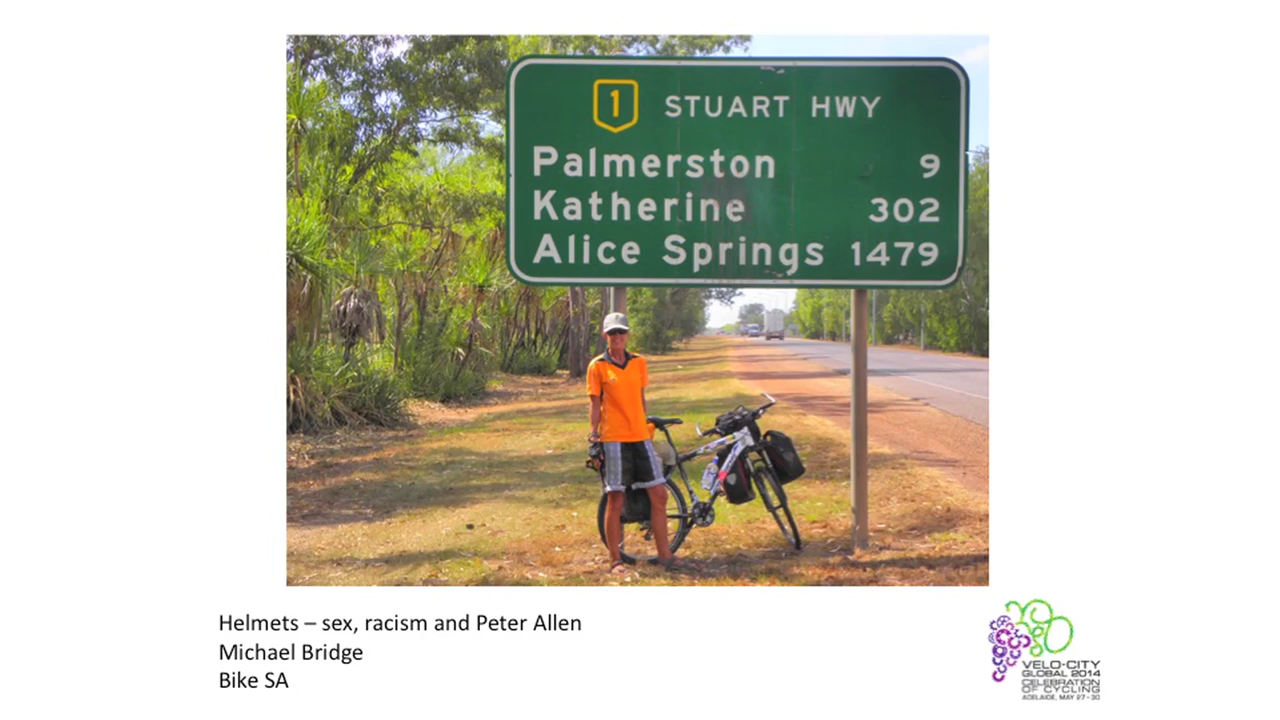 1 STUART HWY
Palmerston 9
Katherine 302
Alice Springs 1479
Helmets – sex, racism and Peter Allen
Michael Bridge
Bike SA
VELO-CITY
GLOBAL 2014
CELEBRATION
OF CYCLING
ADELAIDE, MAY 27 - 30